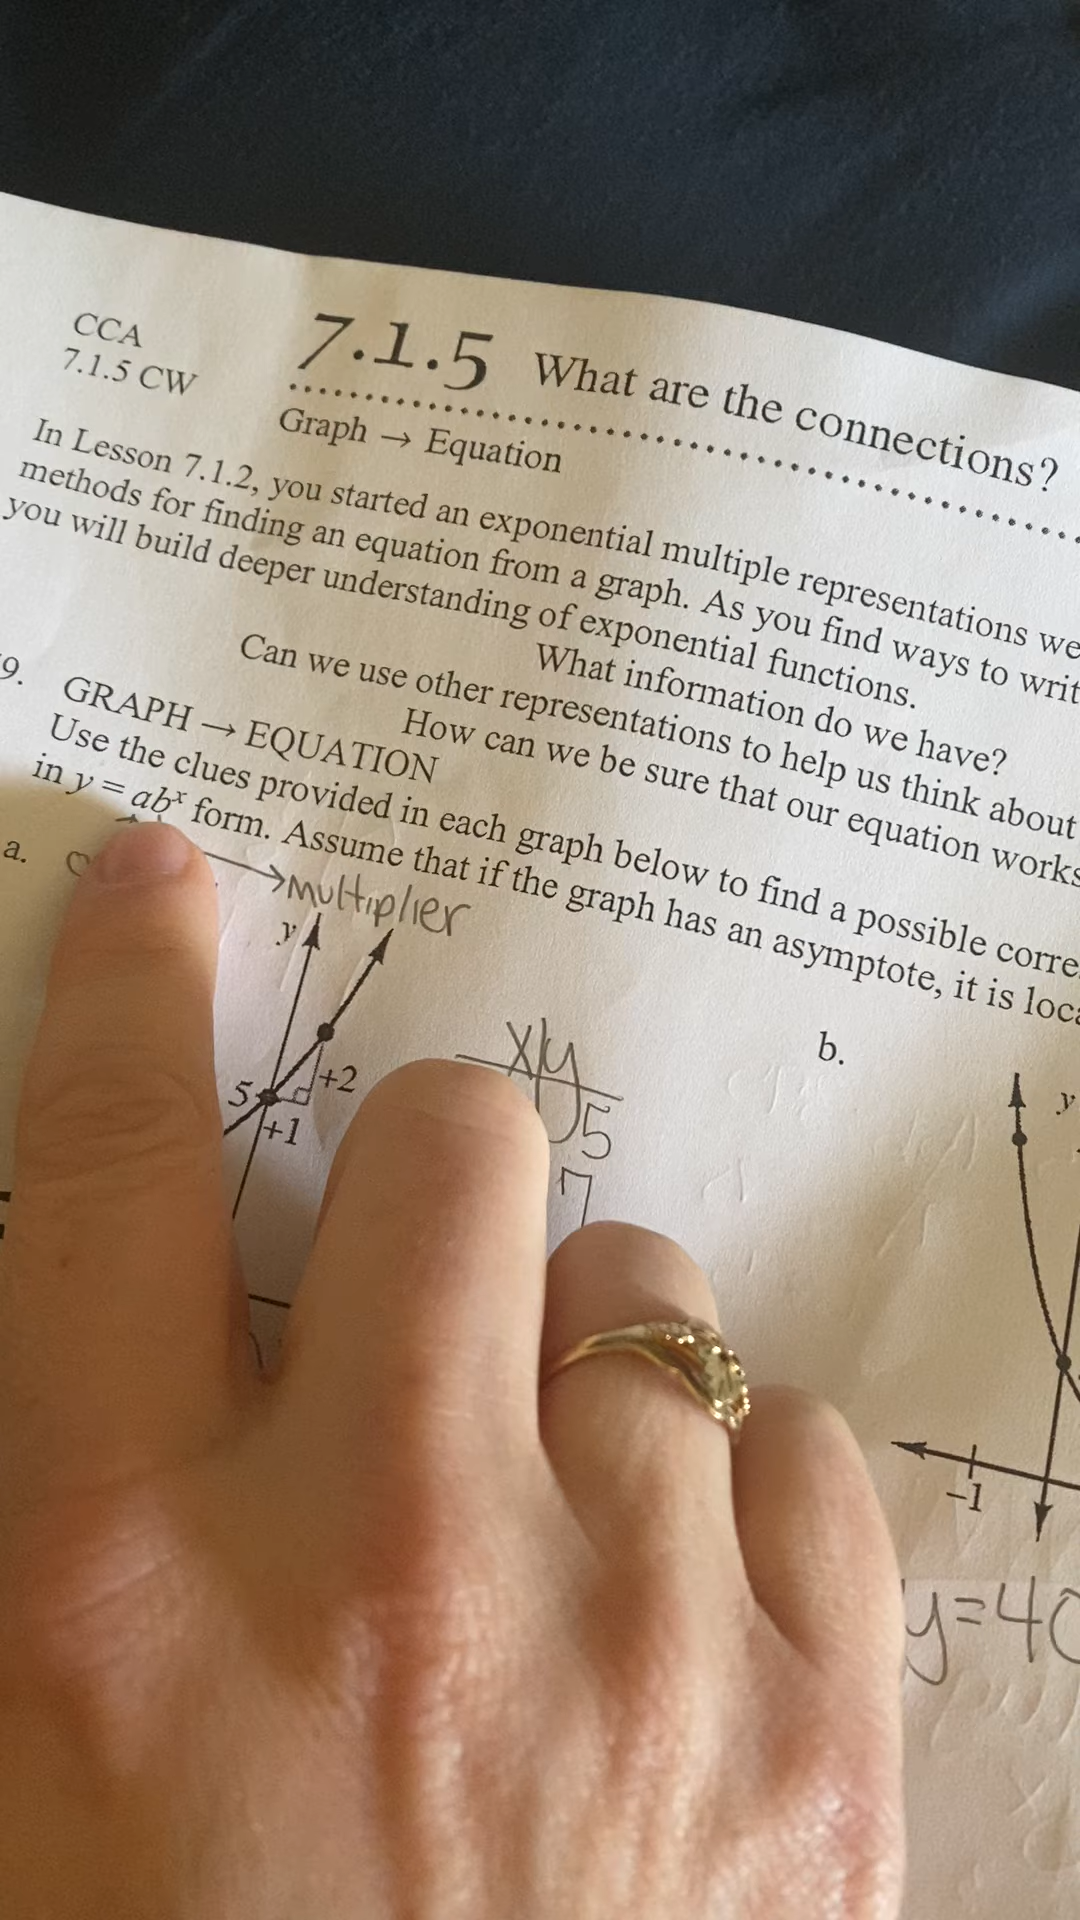 CCA
7.1.5 CW
7.1.5 What are the connections?
Graph → Equation
In Lesson 7.1.2, you started an exponential multiple representations we
methods for finding an equation from a graph. As you find ways to writ
you will build deeper understanding of exponential functions.
What information do we have?
Can we use other representations to help us think about
How can we be sure that our equation works
9. GRAPH → EQUATION
Use the clues provided in each graph below to find a possible corre
in y = abˣ form. Assume that if the graph has an asymptote, it is loca
→ multiplier
a.
y
5
+2
+1
x|y
5
7
b.
y
-1
y=40